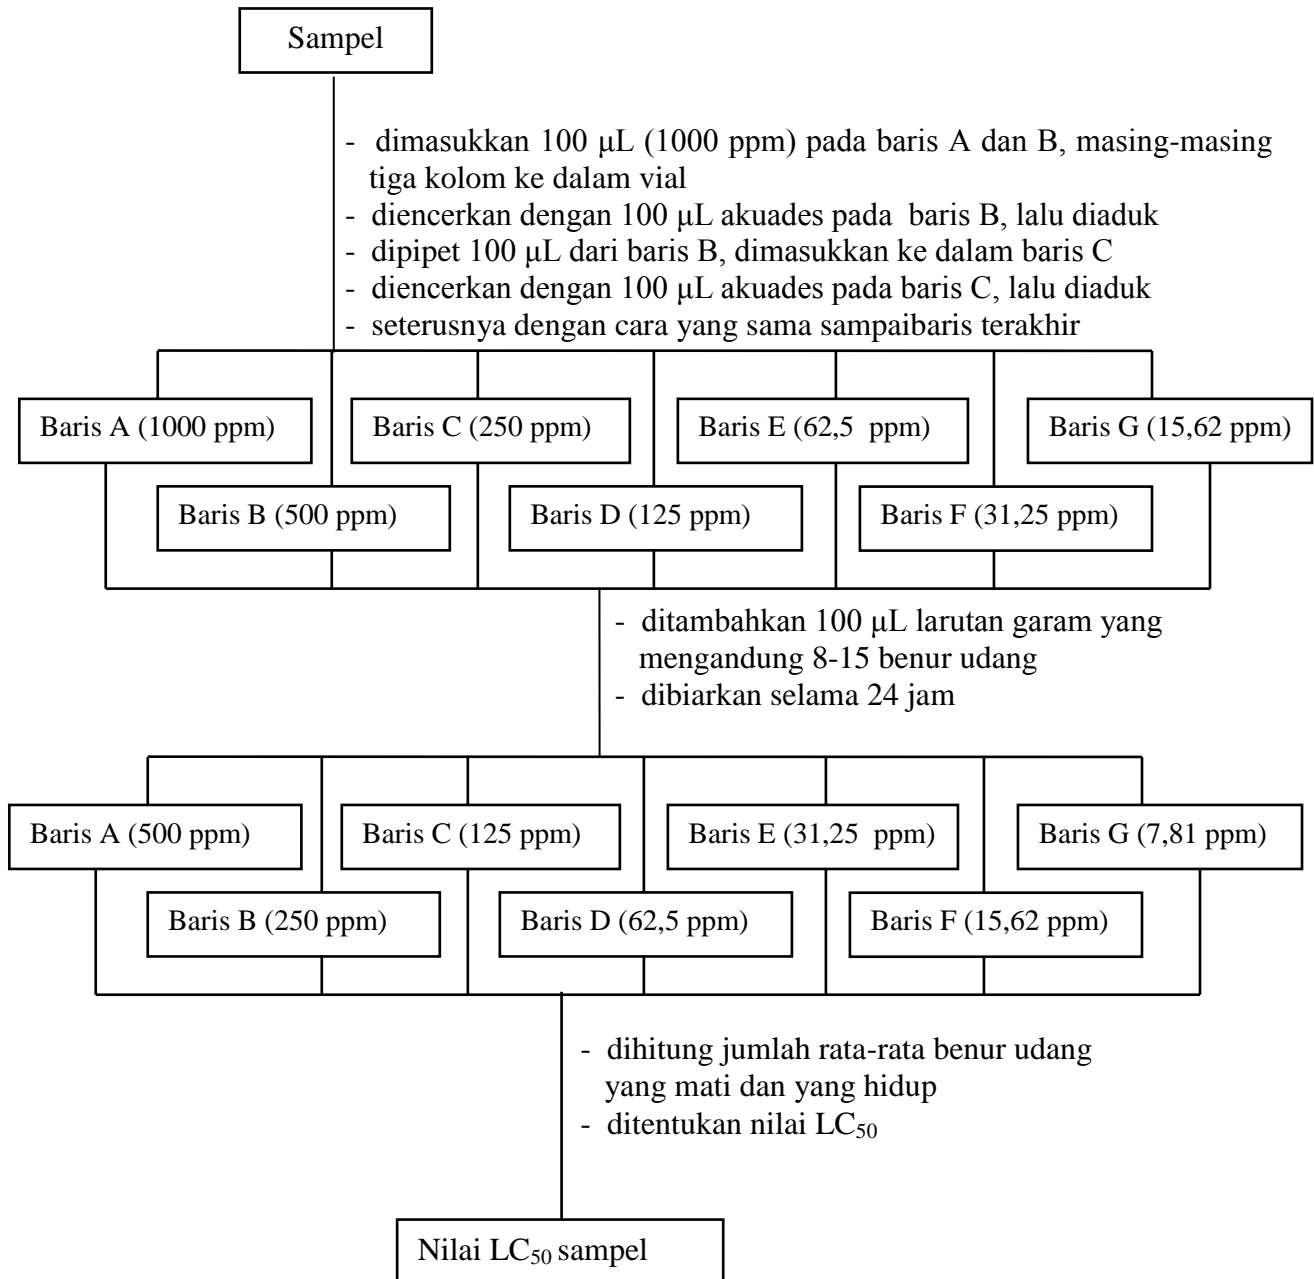 Sampel
- dimasukkan 100 μL (1000 ppm) pada baris A dan B, masing-masing
tiga kolom ke dalam vial
- diencerkan dengan 100 μL akuades pada baris B, lalu diaduk
- dipipet 100 μL dari baris B, dimasukkan ke dalam baris C
- diencerkan dengan 100 μL akuades pada baris C, lalu diaduk
- seterusnya dengan cara yang sama sampaibaris terakhir
Baris A (1000 ppm)
Baris C (250 ppm)
Baris E (62,5 ppm)
Baris G (15,62 ppm)
Baris B (500 ppm)
Baris D (125 ppm)
Baris F (31,25 ppm)
- ditambahkan 100 μL larutan garam yang
mengandung 8-15 benur udang
- dibiarkan selama 24 jam
Baris A (500 ppm)
Baris C (125 ppm)
Baris E (31,25 ppm)
Baris G (7,81 ppm)
Baris B (250 ppm)
Baris D (62,5 ppm)
Baris F (15,62 ppm)
- dihitung jumlah rata-rata benur udang
yang mati dan yang hidup
- ditentukan nilai LC₅₀
Nilai LC₅₀ sampel